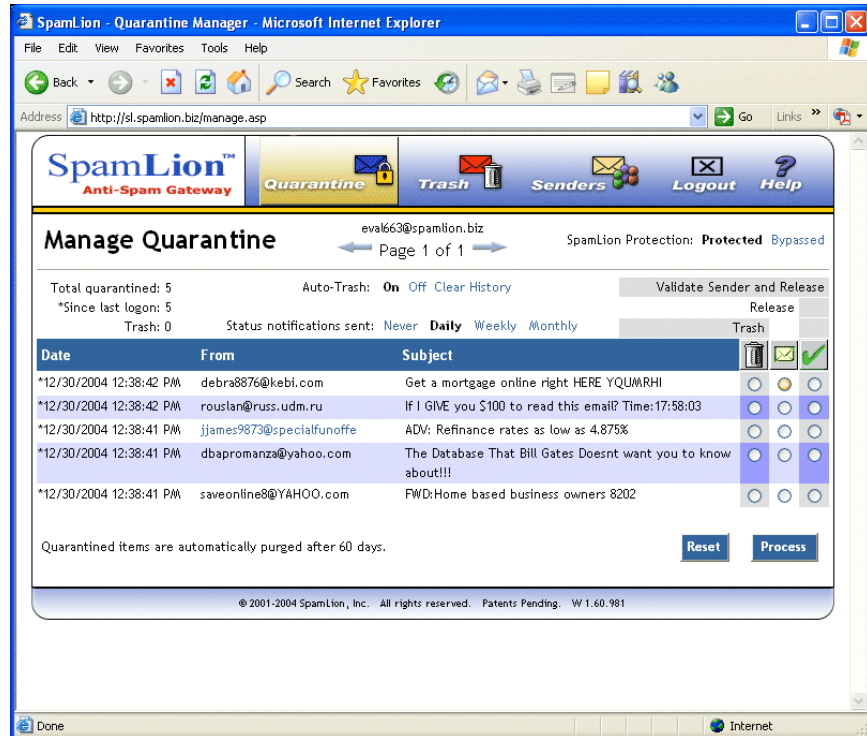 SpamLion - Quarantine Manager - Microsoft Internet Explorer
File Edit View Favorites Tools Help
Back Search Favorites
Address http://sl.spamlion.biz/manage.asp Go Links »
SpamLion™
Anti-Spam Gateway
Quarantine Trash Senders Logout Help
Manage Quarantine
eval663@spamlion.biz
Page 1 of 1
SpamLion Protection: Protected Bypassed
Total quarantined: 5
*Since last logon: 5
Trash: 0
Auto-Trash: On Off Clear History
Status notifications sent: Never Daily Weekly Monthly
Validate Sender and Release
Release
Trash
Date From Subject
*12/30/2004 12:38:42 PM debra8876@kebi.com Get a mortgage online right HERE YQUMRHI
*12/30/2004 12:38:42 PM rouslan@russ.udm.ru If I GIVE you $100 to read this email? Time:17:58:03
*12/30/2004 12:38:41 PM jjames9873@specialfunoffe ADV: Refinance rates as low as 4.875%
*12/30/2004 12:38:41 PM dbapromanza@yahoo.com The Database That Bill Gates Doesnt want you to know
about!!!
*12/30/2004 12:38:41 PM saveonline8@YAHOO.com FWD:Home based business owners 8202
Quarantined items are automatically purged after 60 days.
Reset Process
© 2001-2004 SpamLion, Inc. All rights reserved. Patents Pending. W 1.60.981
Done Internet